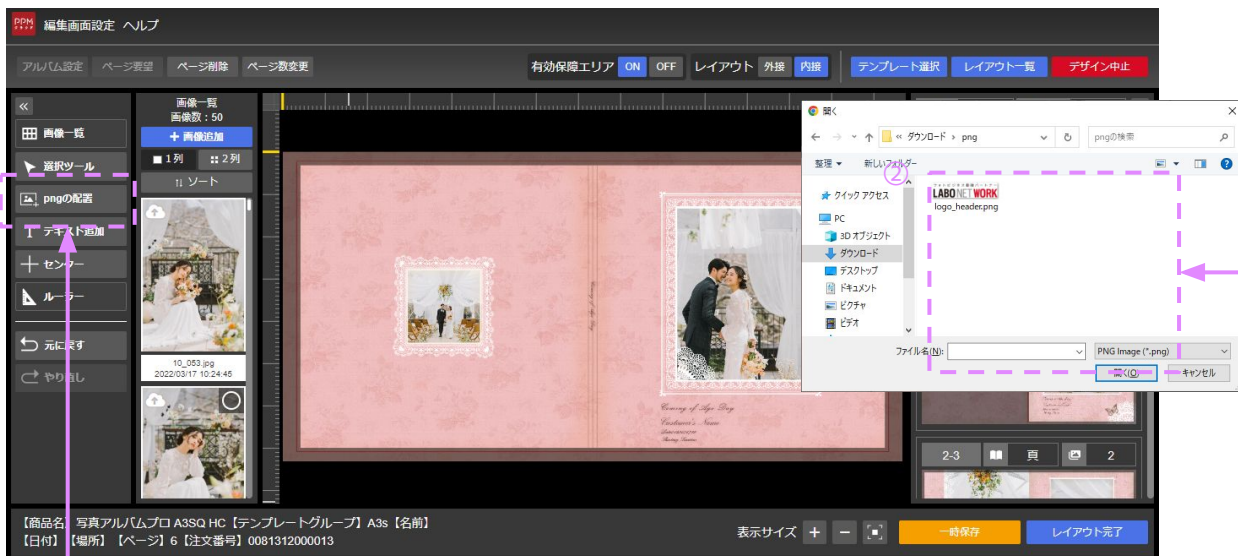 PPM
編集画面設定 ヘルプ
アルバム設定 ページ要望 ページ削除 ページ数変更
有効保障エリア ON OFF レイアウト 外接 内接 テンプレート選択 レイアウト一覧 デザイン中止
«
画像一覧
選択ツール
pngの配置
テキスト追加
センター
ルーラー
元に戻す
やり直し
画像一覧
画像数：50
+ 画像追加
1列 2列
ソート
10_053.jpg
2022/03/17 10:24:45
Coming of Age Day
Customer's Name
開く
« ダウンロード › png
pngの検索
整理 新しいフォルダー
②
クイック アクセス
PC
3D オブジェクト
ダウンロード
デスクトップ
ドキュメント
ピクチャ
ビデオ
LABO NETWORK
logo_header.png
ファイル名(N): PNG Image (*.png)
開く(O) キャンセル
2-3 頁 2
【商品名】写真アルバムプロ A3SQ HC【テンプレートグループ】A3s【名前】
【日付】【場所】【ページ】6【注文番号】0081312000013
表示サイズ + − 一時保存 レイアウト完了